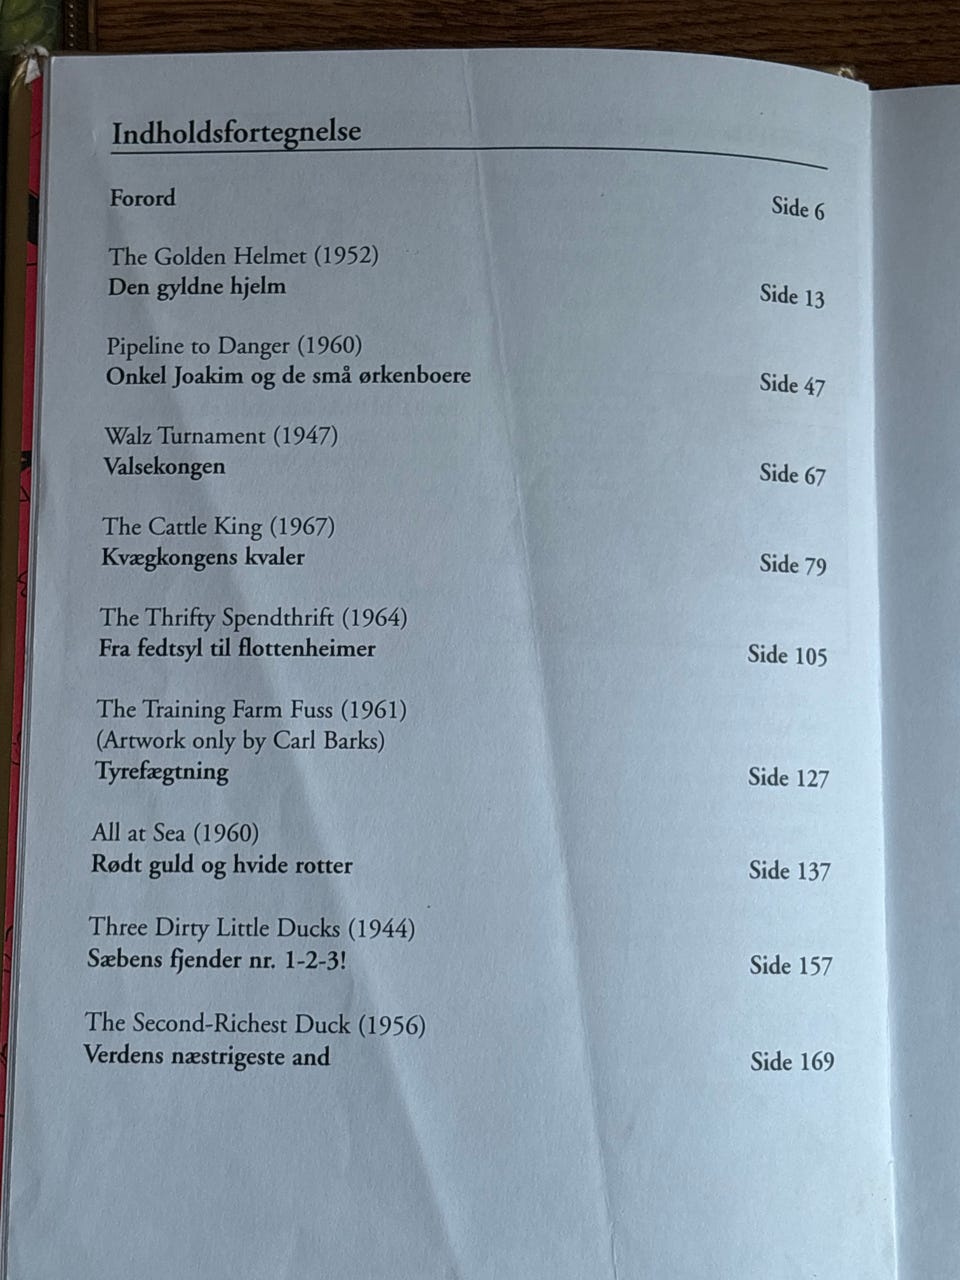 Indholdsfortegnelse
Forord Side 6
The Golden Helmet (1952)
Den gyldne hjelm Side 13
Pipeline to Danger (1960)
Onkel Joakim og de små ørkenboere Side 47
Walz Turnament (1947)
Valsekongen Side 67
The Cattle King (1967)
Kvægkongens kvaler Side 79
The Thrifty Spendthrift (1964)
Fra fedtsyl til flottenheimer Side 105
The Training Farm Fuss (1961)
(Artwork only by Carl Barks)
Tyrefægtning Side 127
All at Sea (1960)
Rødt guld og hvide rotter Side 137
Three Dirty Little Ducks (1944)
Sæbens fjender nr. 1-2-3! Side 157
The Second-Richest Duck (1956)
Verdens næstrigeste and Side 169